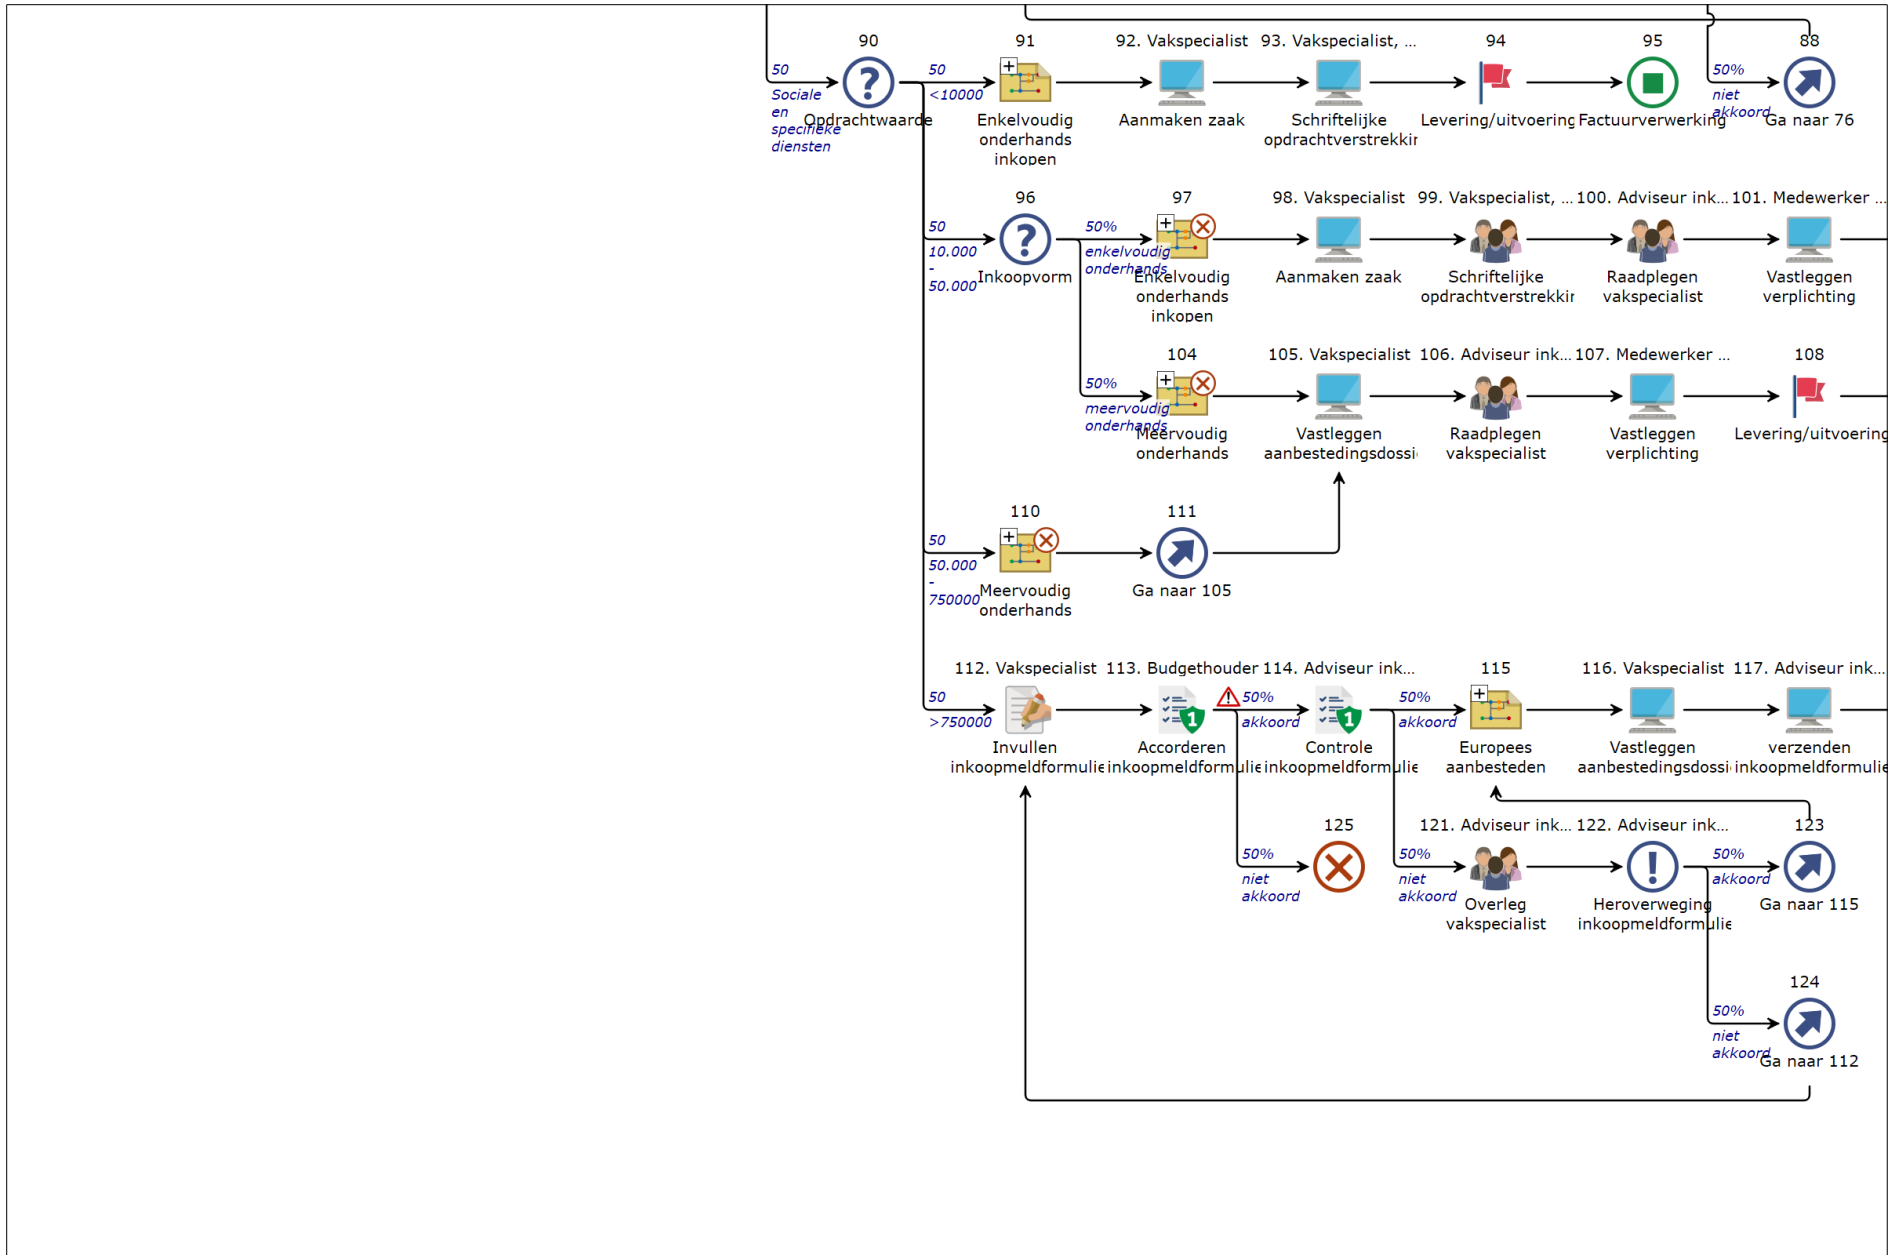 90
91
92. Vakspecialist
93. Vakspecialist, ...
94
95
88
50
Sociale
en
specifieke
diensten
Opdrachtwaarde
50
<10000
Enkelvoudig
onderhands
inkopen
Aanmaken zaak
Schriftelijke
opdrachtverstrekkin
Levering/uitvoering
Factuurverwerking
50%
niet
akkoord
Ga naar 76
96
97
98. Vakspecialist
99. Vakspecialist, ...
100. Adviseur ink...
101. Medewerker ...
50
10.000
-
50.000
Inkoopvorm
50%
enkelvoudig
onderhands
Enkelvoudig
onderhands
inkopen
Aanmaken zaak
Schriftelijke
opdrachtverstrekkin
Raadplegen
vakspecialist
Vastleggen
verplichting
104
105. Vakspecialist
106. Adviseur ink...
107. Medewerker ...
108
50%
meervoudig
onderhands
Meervoudig
onderhands
Vastleggen
aanbestedingsdossi
Raadplegen
vakspecialist
Vastleggen
verplichting
Levering/uitvoering
110
111
50
50.000
-
750000
Meervoudig
onderhands
Ga naar 105
112. Vakspecialist
113. Budgethouder
114. Adviseur ink...
115
116. Vakspecialist
117. Adviseur ink...
50
>750000
Invullen
inkoopmeldformulie
1
Accorderen
inkoopmeldformulie
50%
akkoord
1
Controle
inkoopmeldformulie
50%
akkoord
Europees
aanbesteden
Vastleggen
aanbestedingsdossi
verzenden
inkoopmeldformulie
125
121. Adviseur ink...
122. Adviseur ink...
123
50%
niet
akkoord
50%
niet
akkoord
Overleg
vakspecialist
Heroverweging
inkoopmeldformulie
50%
akkoord
Ga naar 115
124
50%
niet
akkoord
Ga naar 112